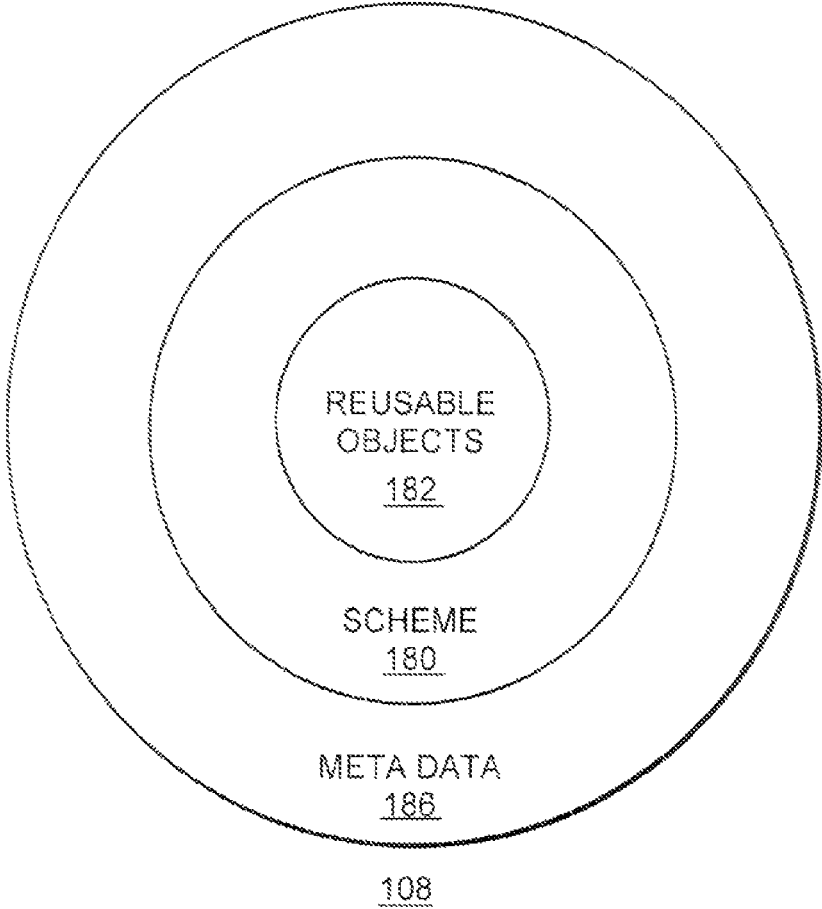 REUSABLE
OBJECTS
182
SCHEME
180
META DATA
186
108